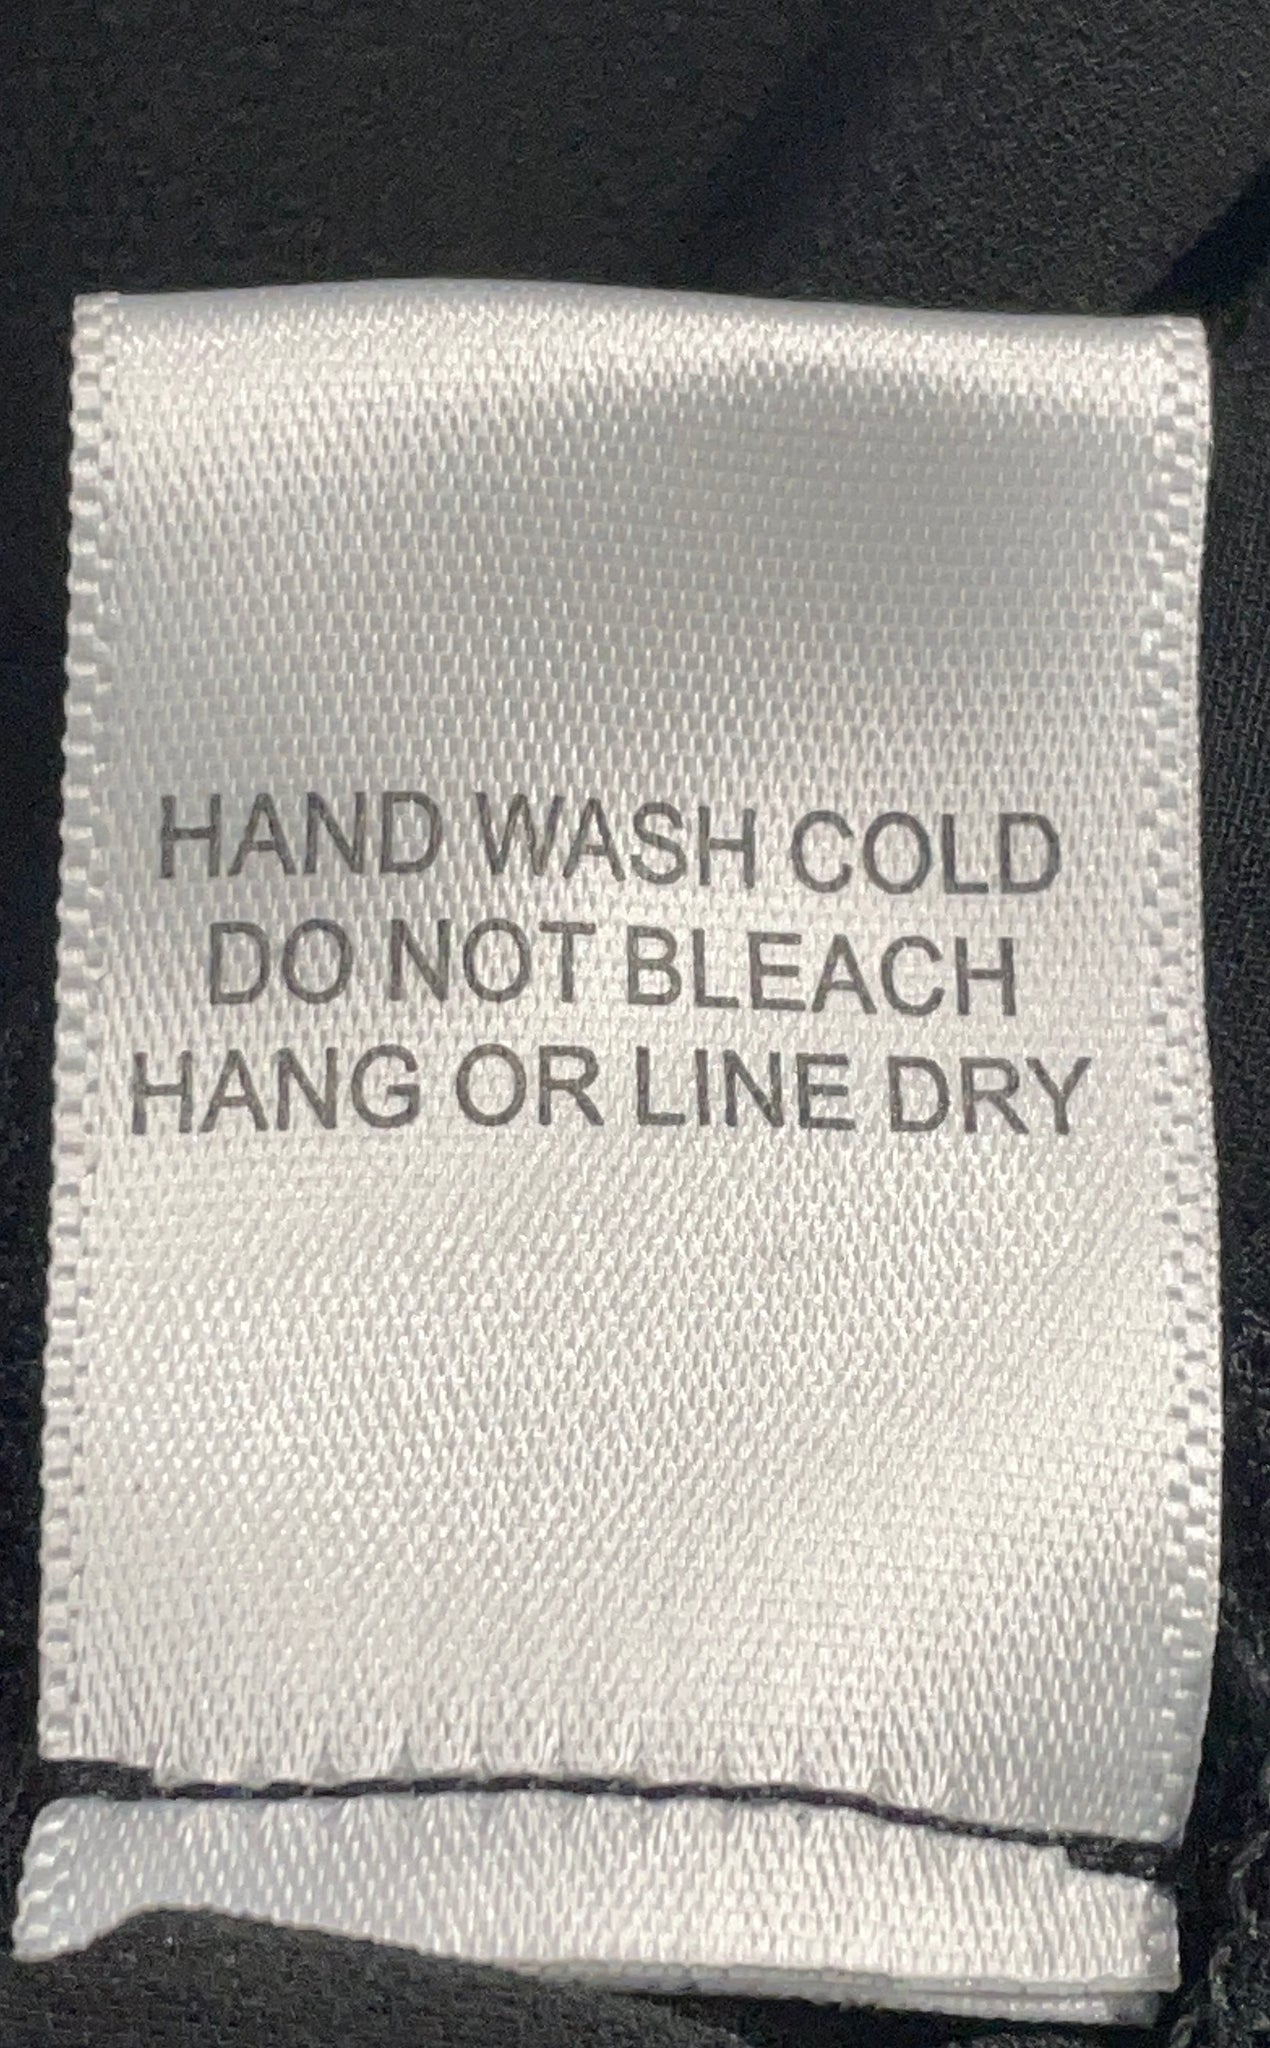 HAND WASH COLD
DO NOT BLEACH
HANG OR LINE DRY